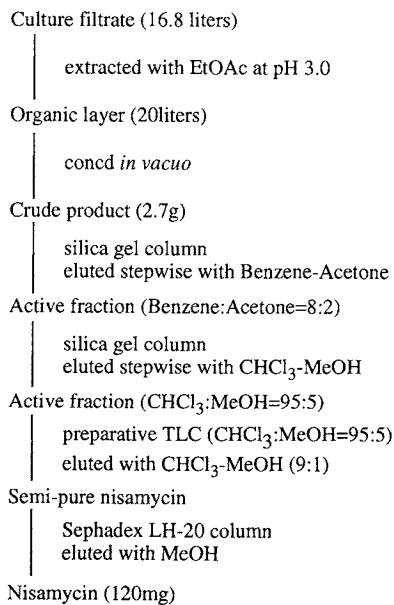 Culture filtrate (16.8 liters)
extracted with EtOAc at pH 3.0
Organic layer (20liters)
concd in vacuo
Crude product (2.7g)
silica gel column
eluted stepwise with Benzene-Acetone
Active fraction (Benzene:Acetone=8:2)
silica gel column
eluted stepwise with CHCl3-MeOH
Active fraction (CHCl3:MeOH=95:5)
preparative TLC (CHCl3:MeOH=95:5)
eluted with CHCl3-MeOH (9:1)
Semi-pure nisamycin
Sephadex LH-20 column
eluted with MeOH
Nisamycin (120mg)